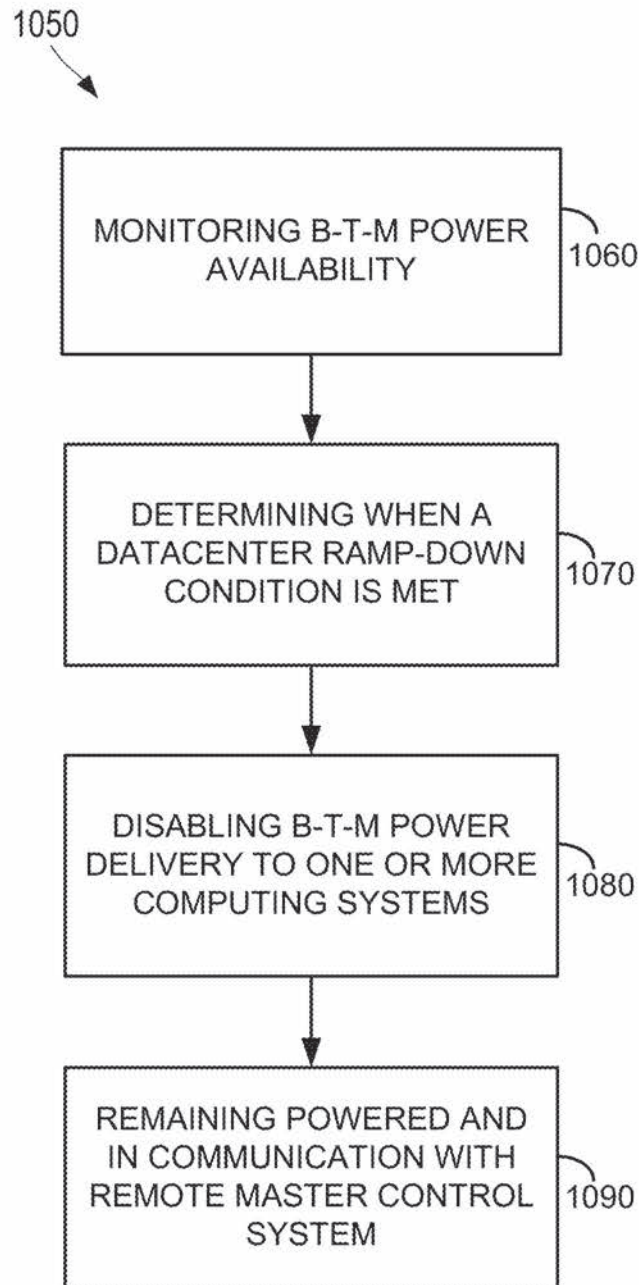 1050
MONITORING B-T-M POWER
AVAILABILITY
1060
DETERMINING WHEN A
DATACENTER RAMP-DOWN
CONDITION IS MET
1070
DISABLING B-T-M POWER
DELIVERY TO ONE OR MORE
COMPUTING SYSTEMS
1080
REMAINING POWERED AND
IN COMMUNICATION WITH
REMOTE MASTER CONTROL
SYSTEM
1090